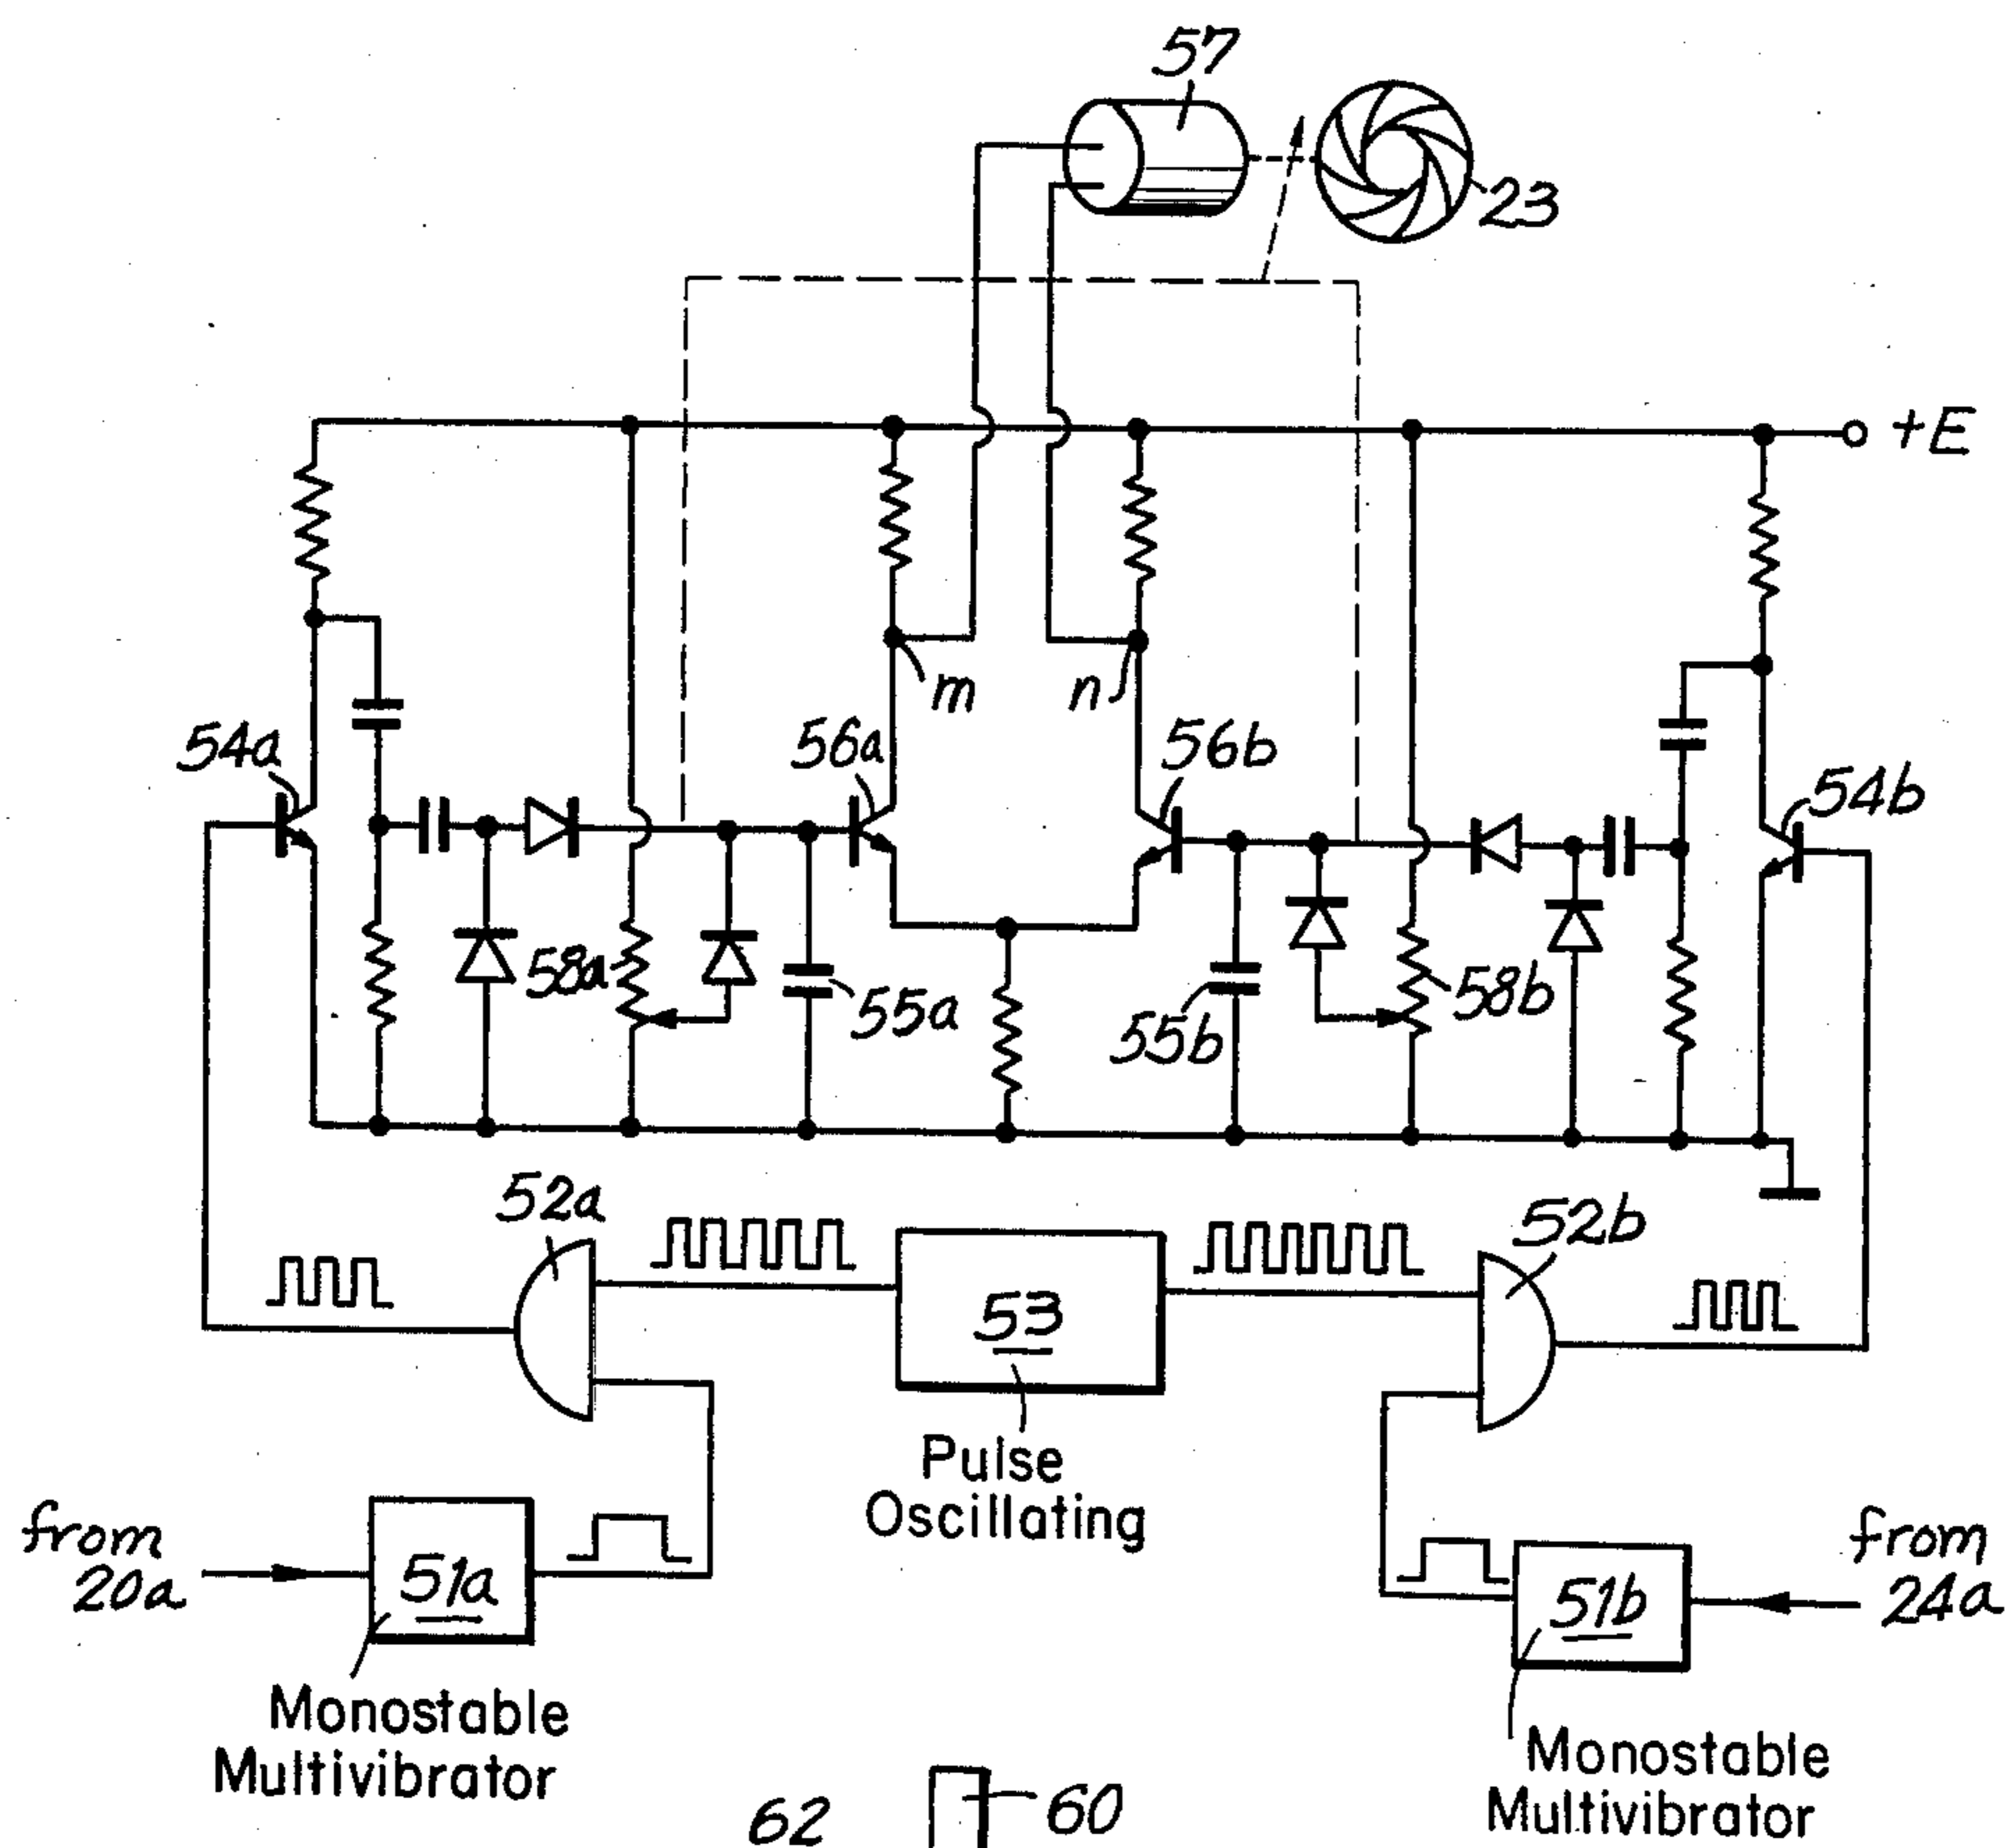 57
23
+E
m
n
54a
56a
56b
54b
58a
55a
55b
58b
52a
52b
53
Pulse
Oscillating
from
20a
51a
51b
from
24a
Monostable
Multivibrator
Monostable
Multivibrator
62
60